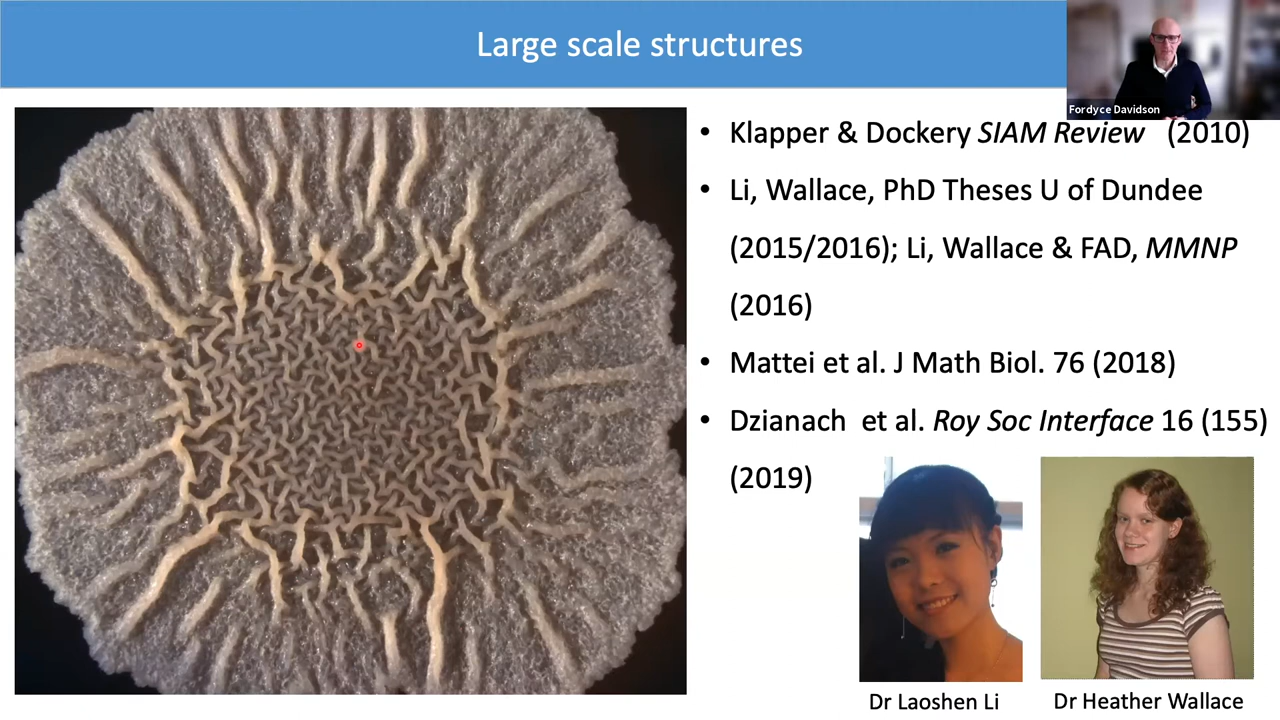 Large scale structures
Fordyce Davidson
• Klapper & Dockery SIAM Review (2010)
• Li, Wallace, PhD Theses U of Dundee
(2015/2016); Li, Wallace & FAD, MMNP
(2016)
• Mattei et al. J Math Biol. 76 (2018)
• Dzianach et al. Roy Soc Interface 16 (155)
(2019)
Dr Laoshen Li
Dr Heather Wallace